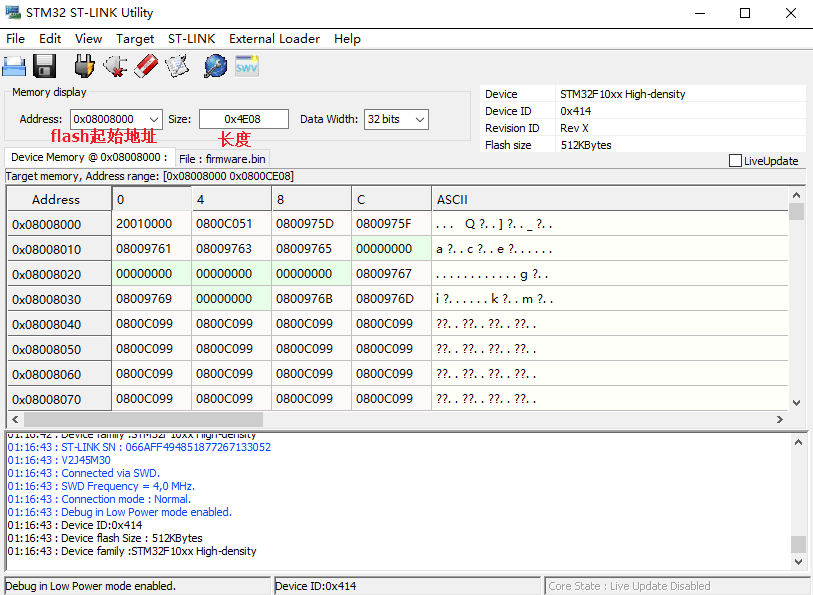 STM32 ST-LINK Utility
File Edit View Target ST-LINK External Loader Help
SWV
Memory display
Address: 0x08008000 Size: 0x4E08 Data Width: 32 bits
flash起始地址 长度
Device STM32F10xx High-density
Device ID 0x414
Revision ID Rev X
Flash size 512KBytes
LiveUpdate
Device Memory @ 0x08008000 : File : firmware.bin
Target memory, Address range: [0x08008000 0x0800CE08]
Address 0 4 8 C ASCII
0x08008000 20010000 0800C051 0800975D 0800975F . . . Q ?. . ] ?. . _ ?. .
0x08008010 08009761 08009763 08009765 00000000 a ?. . c ?. . e ?. . . . . .
0x08008020 00000000 00000000 00000000 08009767 . . . . . . . . . . . . g ?. .
0x08008030 08009769 00000000 0800976B 0800976D i ?. . . . . . k ?. . m ?. .
0x08008040 0800C099 0800C099 0800C099 0800C099 ??. . ??. . ??. . ??. .
0x08008050 0800C099 0800C099 0800C099 0800C099 ??. . ??. . ??. . ??. .
0x08008060 0800C099 0800C099 0800C099 0800C099 ??. . ??. . ??. . ??. .
0x08008070 0800C099 0800C099 0800C099 0800C099 ??. . ??. . ??. . ??. .
01:16:42 : Device family :STM32F10xx High-density
01:16:43 : ST-LINK SN : 066AFF494851877267133052
01:16:43 : V2J45M30
01:16:43 : Connected via SWD.
01:16:43 : SWD Frequency = 4,0 MHz.
01:16:43 : Connection mode : Normal.
01:16:43 : Debug in Low Power mode enabled.
01:16:43 : Device ID:0x414
01:16:43 : Device flash Size : 512KBytes
01:16:43 : Device family :STM32F10xx High-density
Debug in Low Power mode enabled. Device ID:0x414 Core State : Live Update Disabled